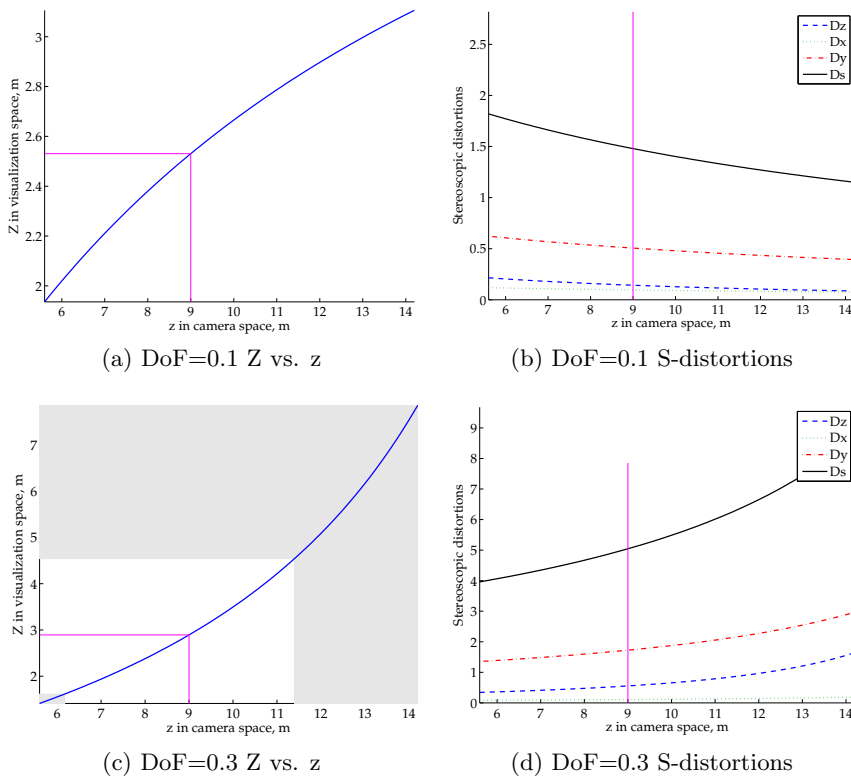 3
2.8
2.6
2.4
2.2
2
Z in visualization space, m
6 7 8 9 10 11 12 13 14
z in camera space, m
(a) DoF=0.1 Z vs. z
2.5
2
1.5
1
0.5
0
Stereoscopic distortions
6 7 8 9 10 11 12 13 14
z in camera space, m
Dz
Dx
Dy
Ds
(b) DoF=0.1 S-distortions
7
6
5
4
3
2
Z in visualization space, m
6 7 8 9 10 11 12 13 14
z in camera space, m
(c) DoF=0.3 Z vs. z
9
8
7
6
5
4
3
2
1
0
Stereoscopic distortions
6 7 8 9 10 11 12 13 14
z in camera space, m
Dz
Dx
Dy
Ds
(d) DoF=0.3 S-distortions